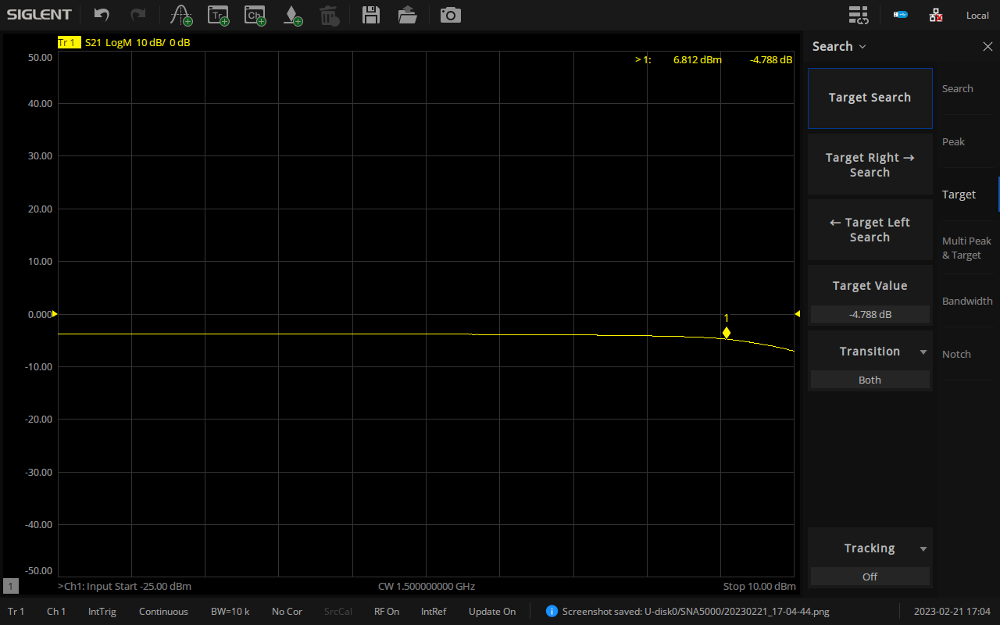 SIGLENT
Tr
Ch
Local
Tr 1 S21 LogM 10 dB/ 0 dB
> 1: 6.812 dBm -4.788 dB
50.00
40.00
30.00
20.00
10.00
0.000
-10.00
-20.00
-30.00
-40.00
-50.00
1
1
>Ch1: Input Start -25.00 dBm CW 1.500000000 GHz Stop 10.00 dBm
Search
Target Search
Target Right →
Search
← Target Left
Search
Target Value
-4.788 dB
Transition
Both
Tracking
Off
Search
Peak
Target
Multi Peak
& Target
Bandwidth
Notch
Tr 1 Ch 1 IntTrig Continuous BW=10 k No Cor SrcCal RF On IntRef Update On Screenshot saved: U-disk0/SNA5000/20230221_17-04-44.png 2023-02-21 17:04